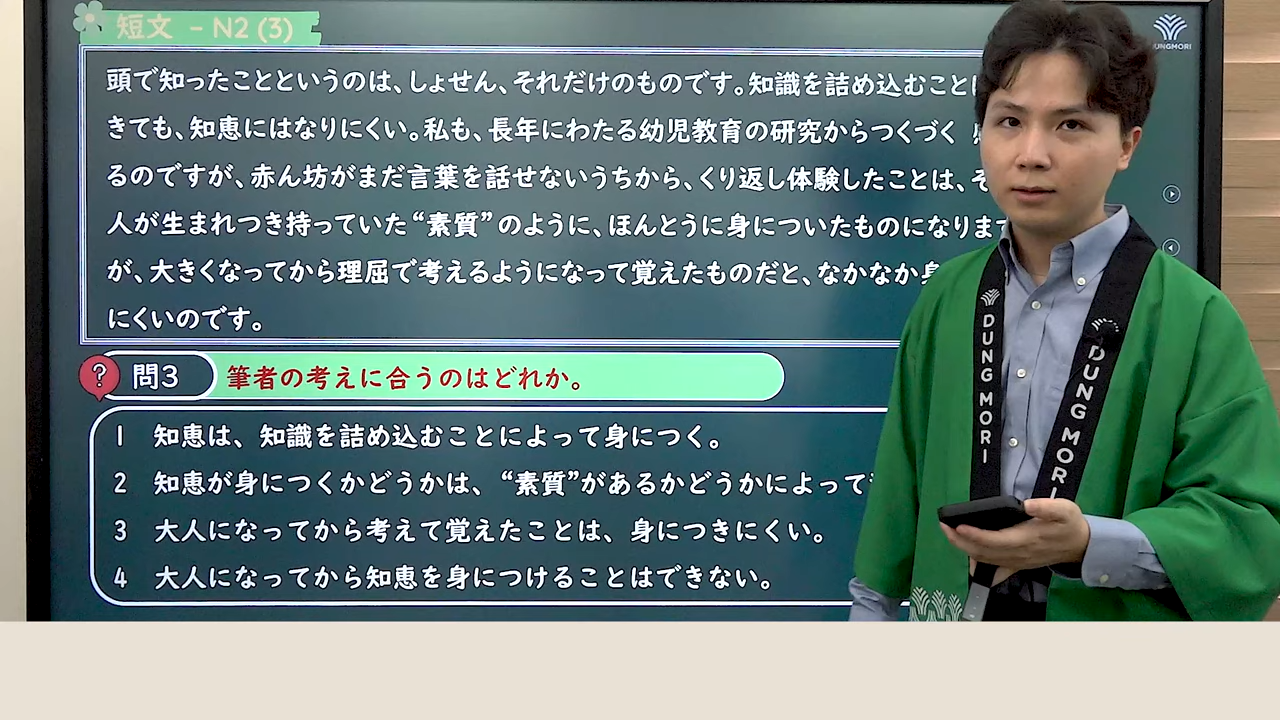 短文 - N2 (3)
頭で知ったことというのは、しょせん、それだけのものです。知識を詰め込むこと
きても、知恵にはなりにくい。私も、長年にわたる幼児教育の研究からつくづく
るのですが、赤ん坊がまだ言葉を話せないうちから、くり返し体験したことは、そ
人が生まれつき持っていた“素質”のように、ほんとうに身についたものになります
が、大きくなってから理屈で考えるようになって覚えたものだと、なかなか身
にくいのです。
? 問3 筆者の考えに合うのはどれか。
1 知恵は、知識を詰め込むことによって身につく。
2 知恵が身につくかどうかは、“素質”があるかどうかによって
3 大人になってから考えて覚えたことは、身につきにくい。
4 大人になってから知恵を身につけることはできない。
UNGMORI
DUNG MORI
DUNG MORI